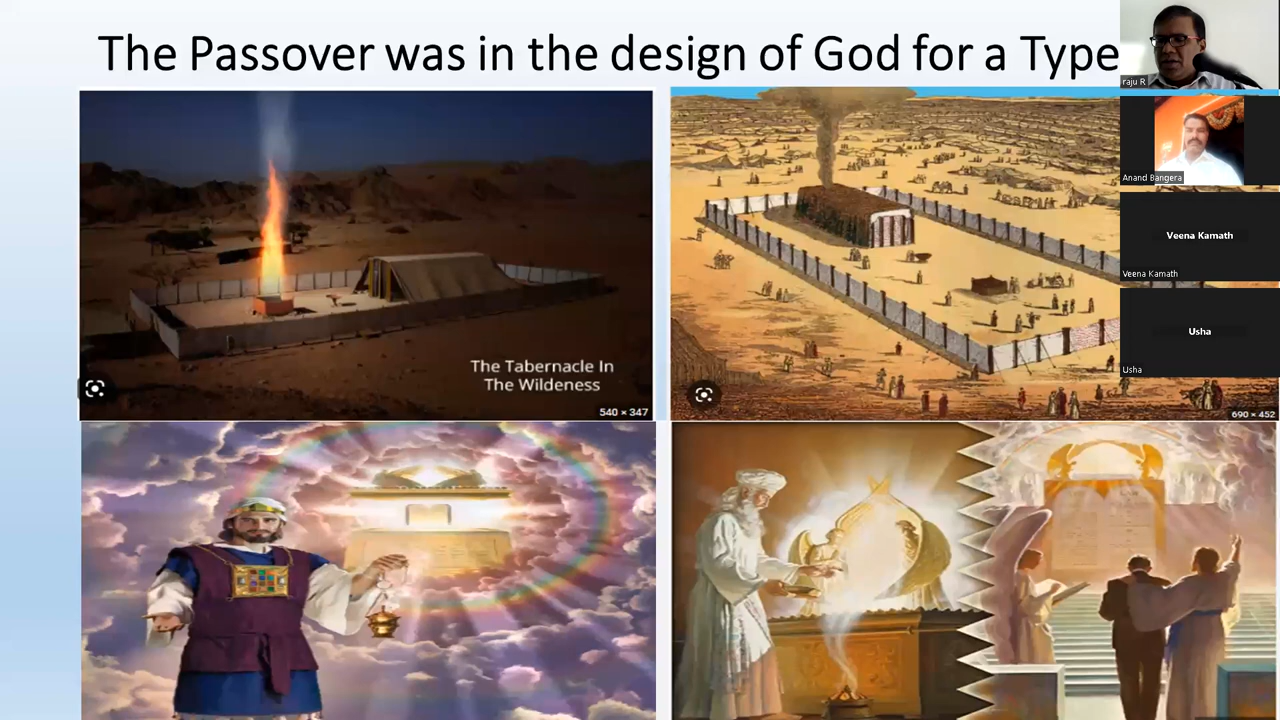 The Passover was in the design of God for a Type
raju R
Anand Bangera
Veena Kamath
Veena Kamath
Usha
Usha
The Tabernacle In
The Wildeness
540 × 347
690 × 452